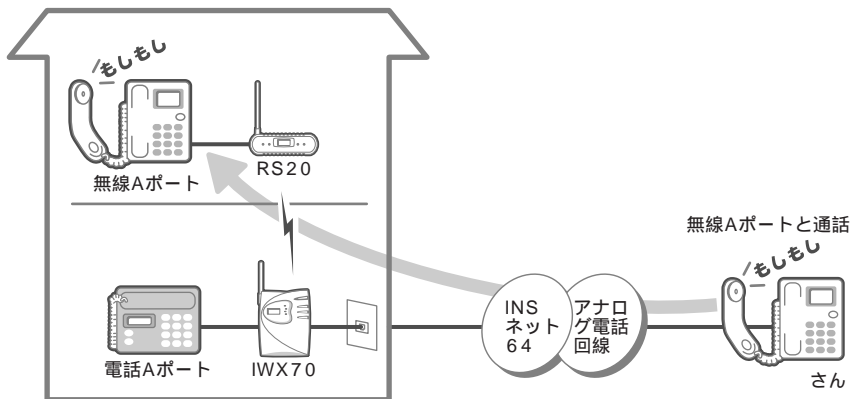 もしもし
RS20
無線Aポート
無線Aポートと通話
もしもし
INS
ネット
64
アナロ
グ電話
回線
電話Aポート
IWX70
さん